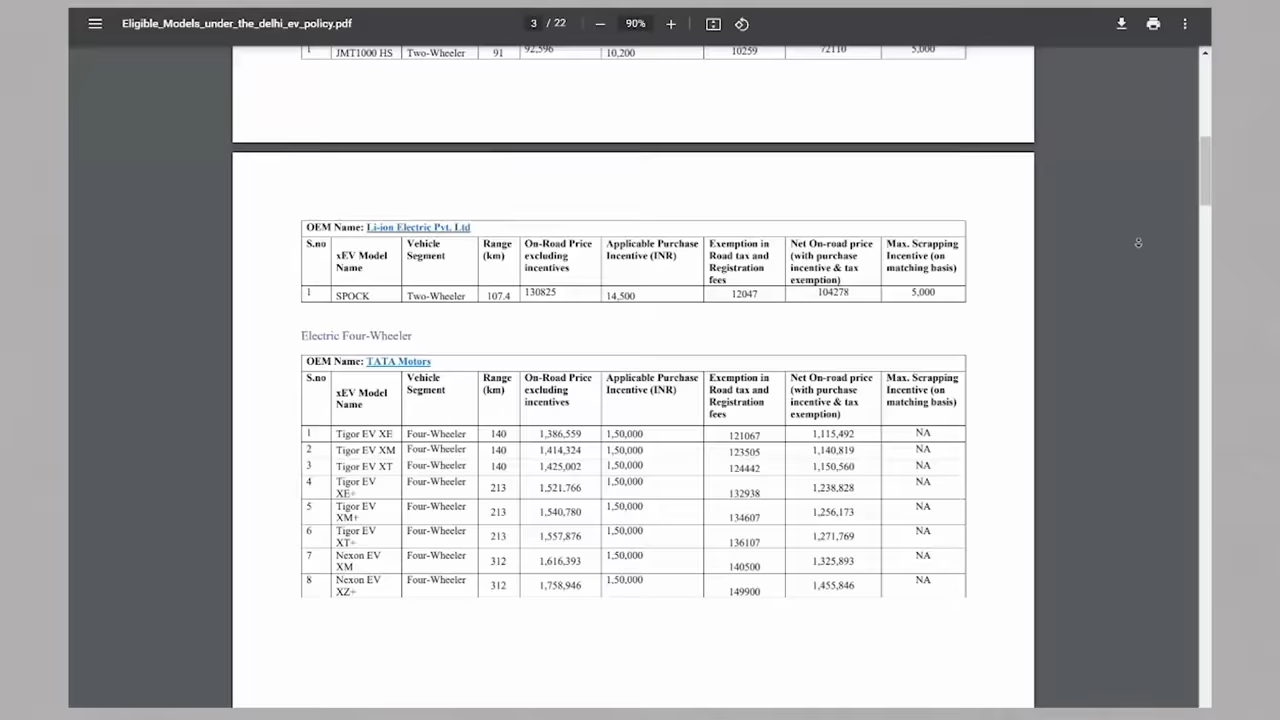 Eligible_Models_under_the_delhi_ev_policy.pdf 3 / 22 90%
1 JMT1000 HS Two-Wheeler 91 92,596 10,200 10259 72110 5,000
OEM Name: Li-ion Electric Pvt. Ltd
S.no xEV Model Name Vehicle Segment Range (km) On-Road Price excluding incentives Applicable Purchase Incentive (INR) Exemption in Road tax and Registration fees Net On-road price (with purchase incentive & tax exemption) Max. Scrapping Incentive (on matching basis)
1 SPOCK Two-Wheeler 107.4 130825 14,500 12047 104278 5,000
Electric Four-Wheeler
OEM Name: TATA Motors
S.no xEV Model Name Vehicle Segment Range (km) On-Road Price excluding incentives Applicable Purchase Incentive (INR) Exemption in Road tax and Registration fees Net On-road price (with purchase incentive & tax exemption) Max. Scrapping Incentive (on matching basis)
1 Tigor EV XE Four-Wheeler 140 1,386,559 1,50,000 121067 1,115,492 NA
2 Tigor EV XM Four-Wheeler 140 1,414,324 1,50,000 123505 1,140,819 NA
3 Tigor EV XT Four-Wheeler 140 1,425,002 1,50,000 124442 1,150,560 NA
4 Tigor EV XE+ Four-Wheeler 213 1,521,766 1,50,000 132938 1,238,828 NA
5 Tigor EV XM+ Four-Wheeler 213 1,540,780 1,50,000 134607 1,256,173 NA
6 Tigor EV XT+ Four-Wheeler 213 1,557,876 1,50,000 136107 1,271,769 NA
7 Nexon EV XM Four-Wheeler 312 1,616,393 1,50,000 140500 1,325,893 NA
8 Nexon EV XZ+ Four-Wheeler 312 1,758,946 1,50,000 149900 1,455,846 NA